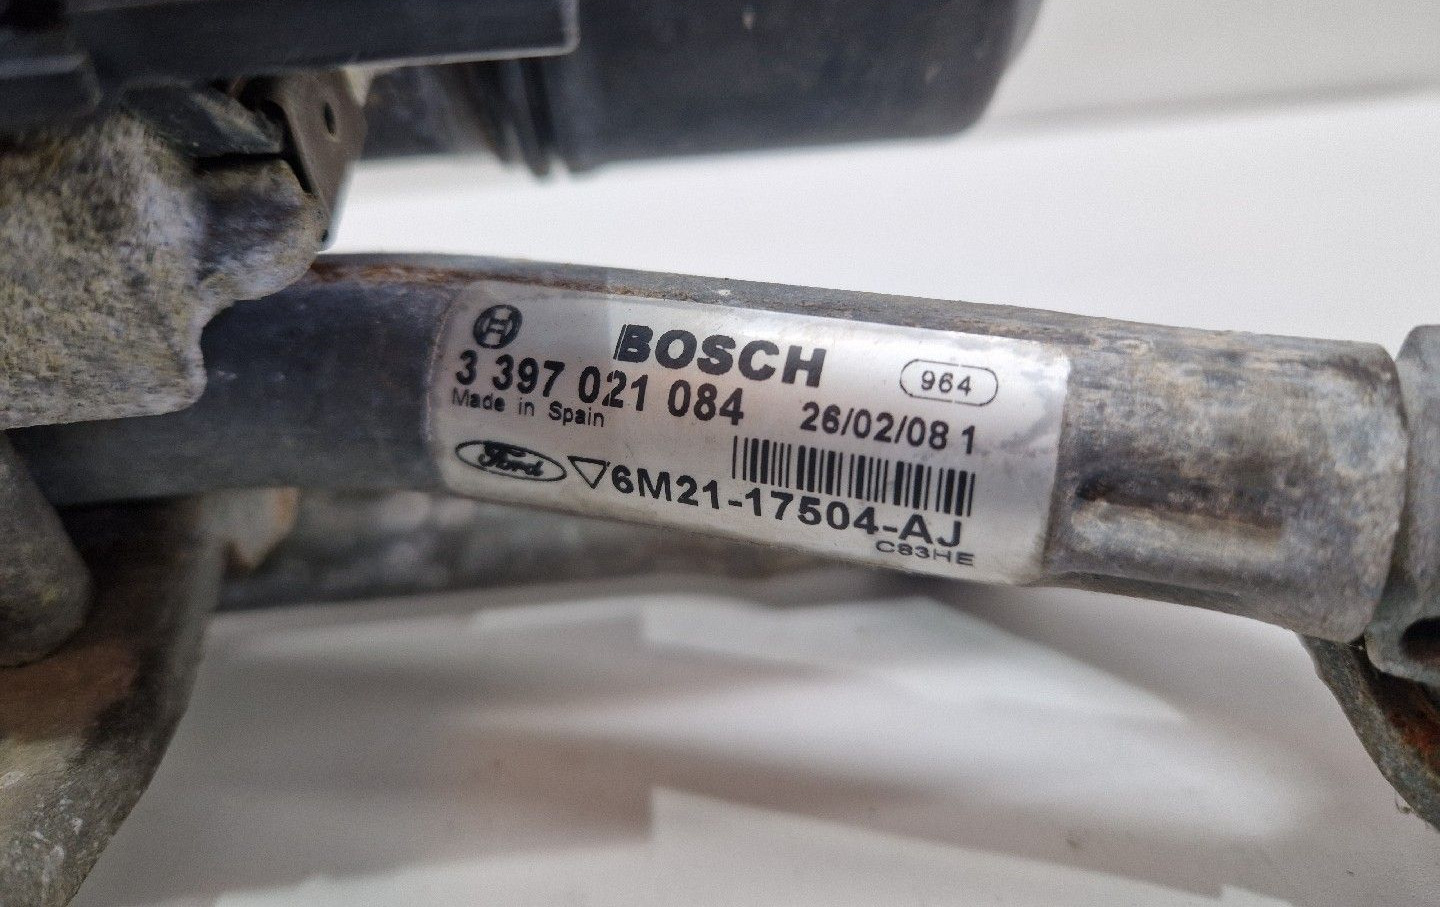 BOSCH
964
3 397 021 084
26/02/08 1
Made in Spain
Ford
6M21-17504-AJ
C83HE